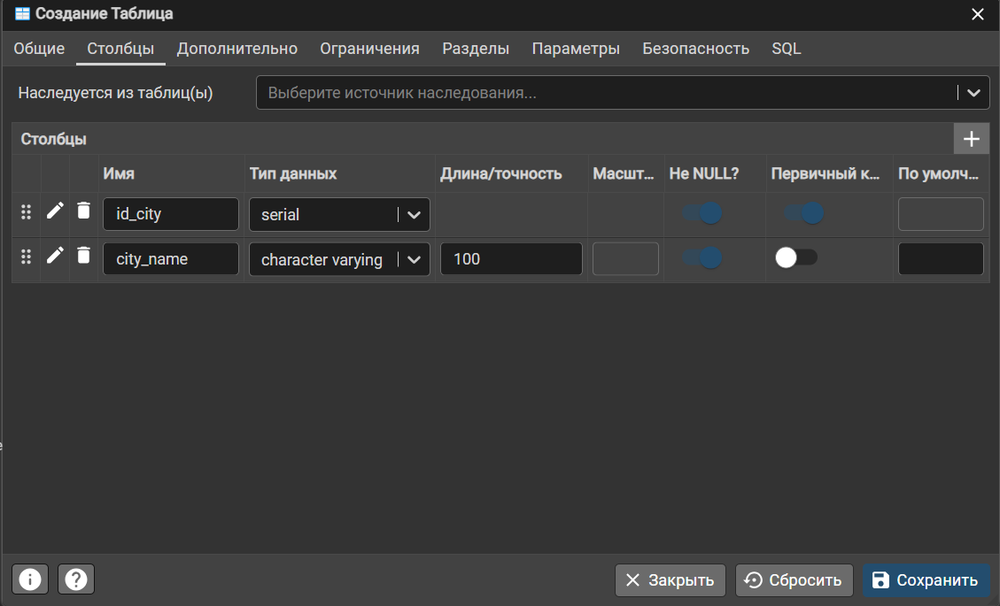 Создание Таблица
Общие Столбцы Дополнительно Ограничения Разделы Параметры Безопасность SQL
Наследуется из таблиц(ы) Выберите источник наследования...
Столбцы
Имя Тип данных Длина/точность Масшт... Не NULL? Первичный к... По умолч...
id_city serial
city_name character varying 100
Закрыть Сбросить Сохранить